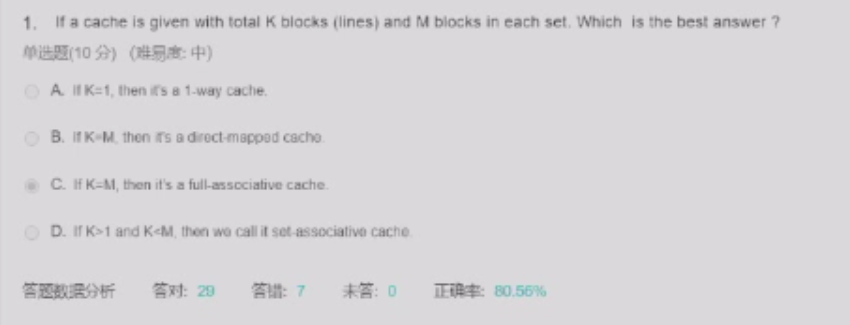 1. If a cache is given with total K blocks (lines) and M blocks in each set. Which is the best answer ?
单选题(10 分) (难易度: 中)
A. If K=1, then it's a 1-way cache.
B. If K=M, then it's a direct-mapped cache.
C. If K=M, then it's a full-associative cache.
D. If K>1 and K<M, then we call it set-associative cache.
答题数据分析 答对: 29 答错: 7 未答: 0 正确率: 80.56%